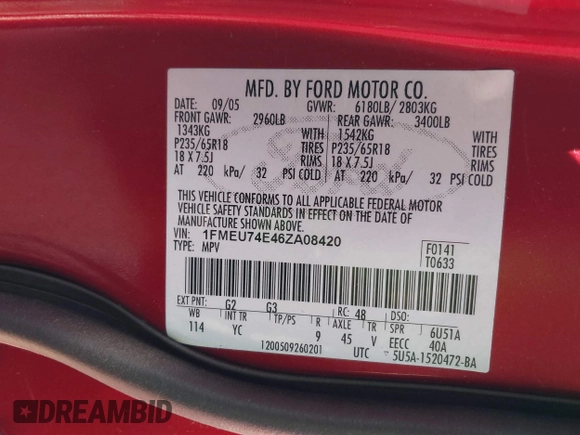 MFD. BY FORD MOTOR CO.
DATE: 09/05 GVWR: 6180LB/ 2803KG
FRONT GAWR: 2960LB REAR GAWR: 3400LB
1343KG WITH 1542KG WITH
P235/65R18 TIRES P235/65R18 TIRES
18 X 7.5J RIMS 18 X 7.5J RIMS
AT 220 kPa/ 32 PSI COLD AT 220 kPa/ 32 PSI COLD
THIS VEHICLE CONFORMS TO ALL APPLICABLE FEDERAL MOTOR
VEHICLE SAFETY STANDARDS IN EFFECT ON THE DATE OF
MANUFACTURE SHOWN ABOVE.
VIN: 1FMEU74E46ZA08420
TYPE: MPV
F0141
T0633
EXT PNT: G2 G3 RC: 48 DSO:
WB INT TR TP/PS R AXLE TR SPR 6U51A
114 YC 9 45 V EECC 40A
1200509260201 UTC 5U5A-1520472-BA
Ford
DREAMBID